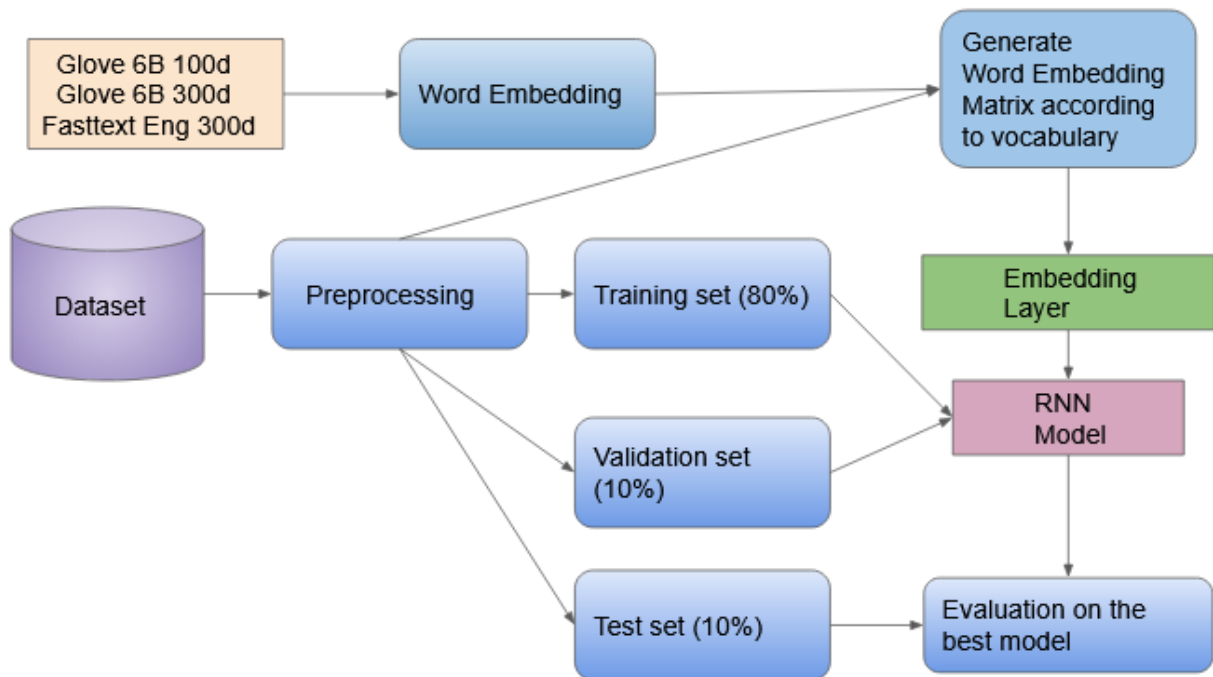 Glove 6B 100d
Glove 6B 300d
Fasttext Eng 300d
Word Embedding
Generate
Word Embedding
Matrix according
to vocabulary
Dataset
Preprocessing
Training set (80%)
Embedding
Layer
RNN
Model
Validation set
(10%)
Test set (10%)
Evaluation on the
best model